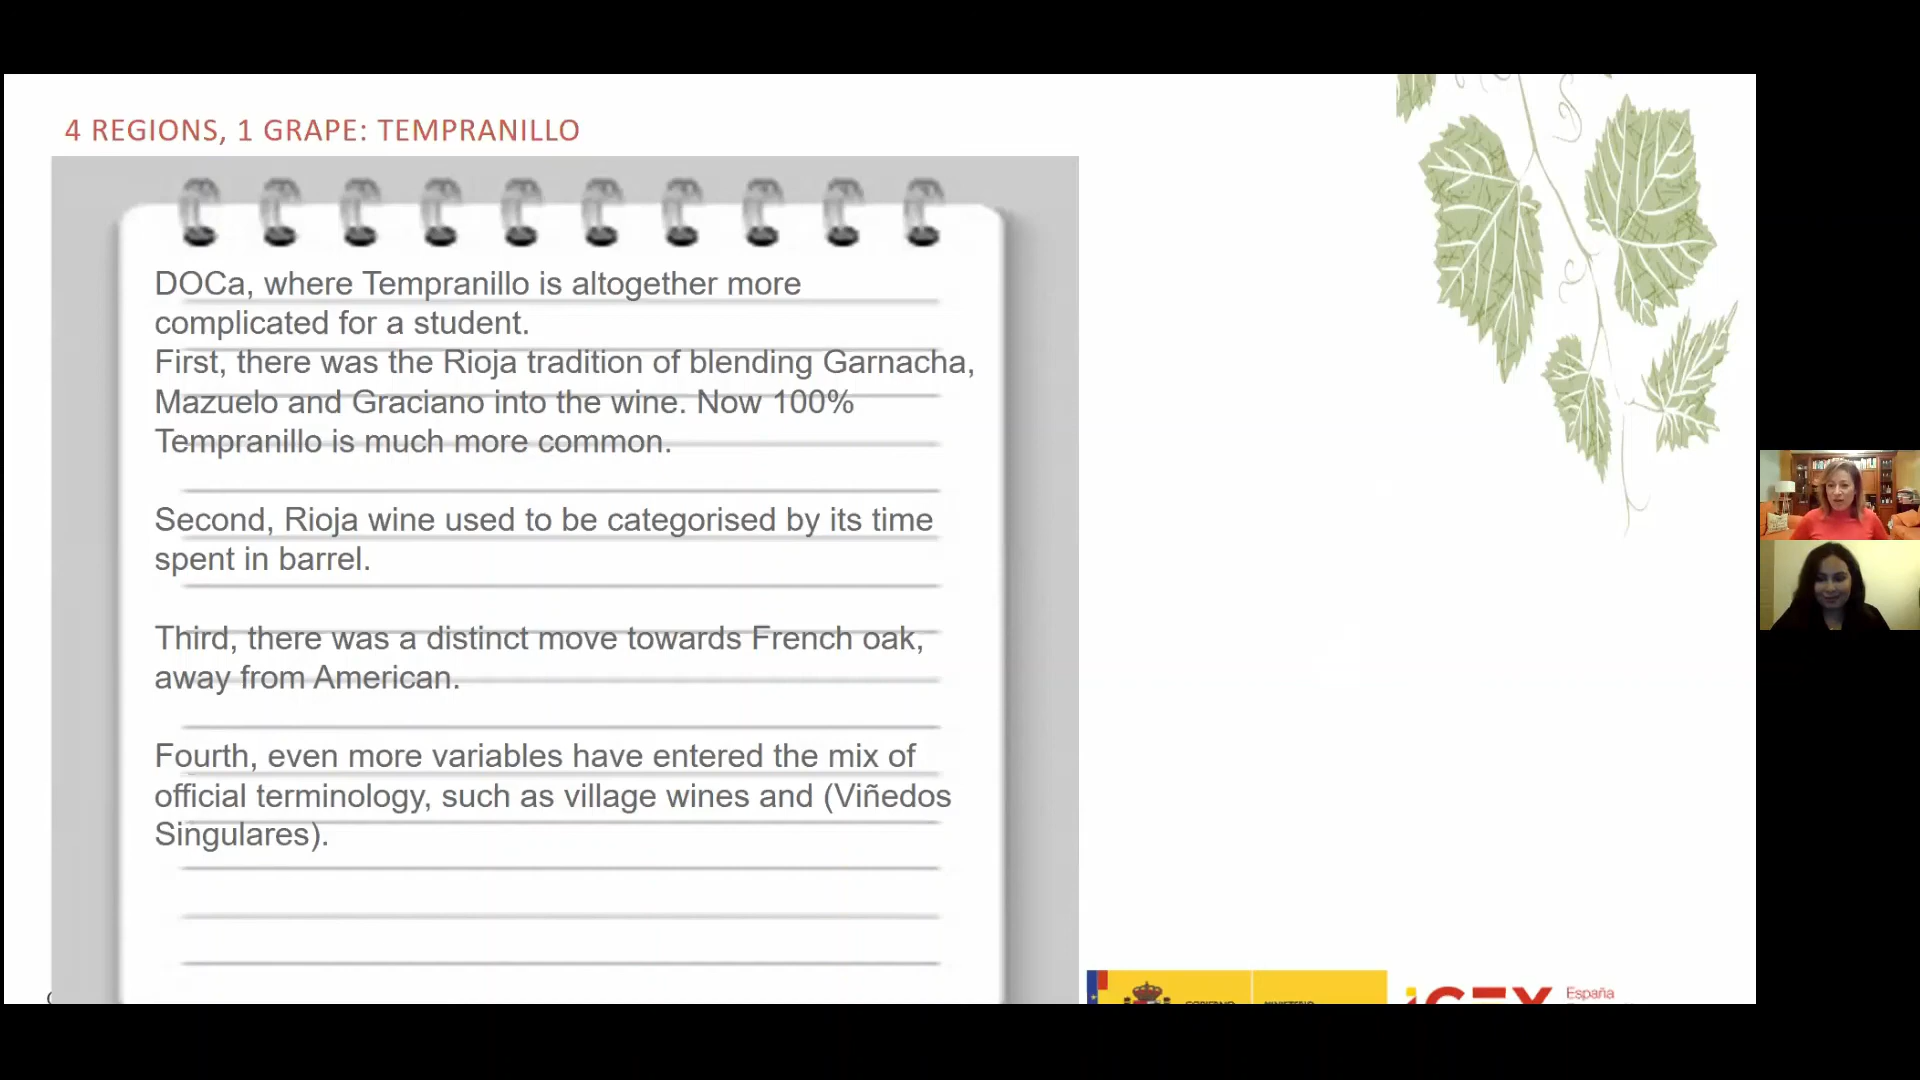 4 REGIONS, 1 GRAPE: TEMPRANILLO
DOCa, where Tempranillo is altogether more
complicated for a student.
First, there was the Rioja tradition of blending Garnacha,
Mazuelo and Graciano into the wine. Now 100%
Tempranillo is much more common.
Second, Rioja wine used to be categorised by its time
spent in barrel.
Third, there was a distinct move towards French oak,
away from American.
Fourth, even more variables have entered the mix of
official terminology, such as village wines and (Viñedos
Singulares).
España